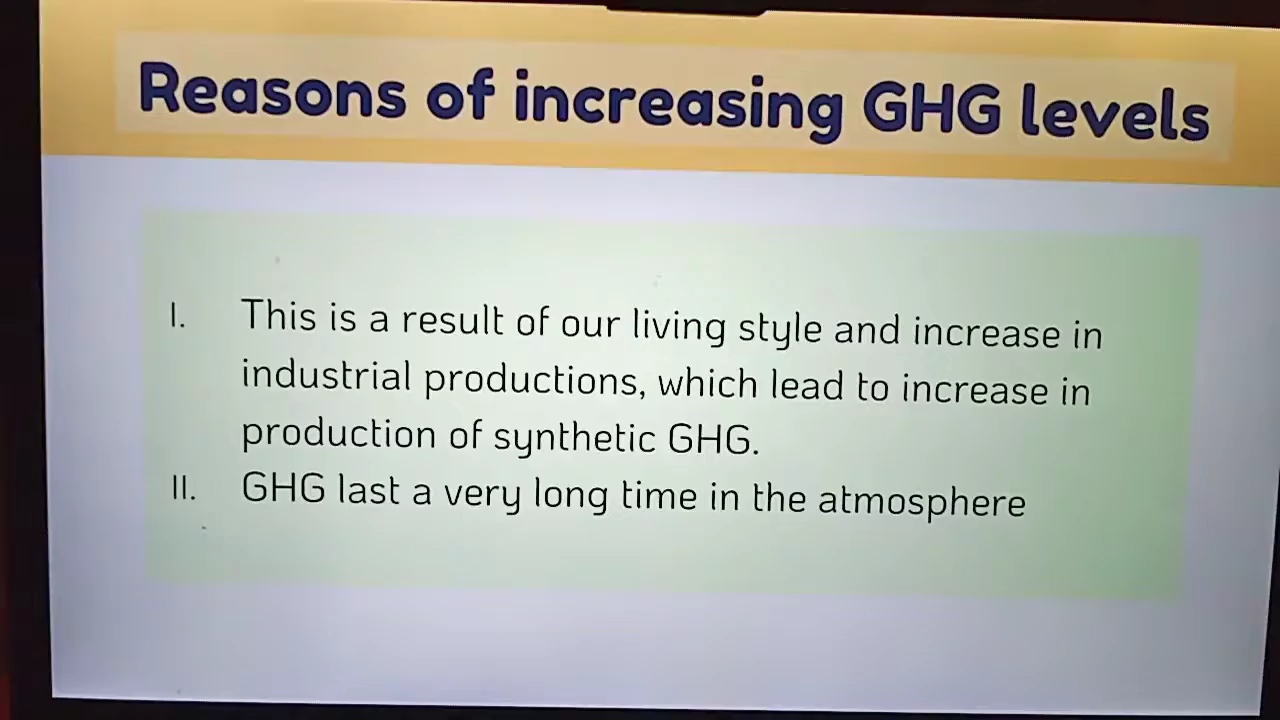 Reasons of increasing GHG levels
I. This is a result of our living style and increase in
industrial productions, which lead to increase in
production of synthetic GHG.
II. GHG last a very long time in the atmosphere